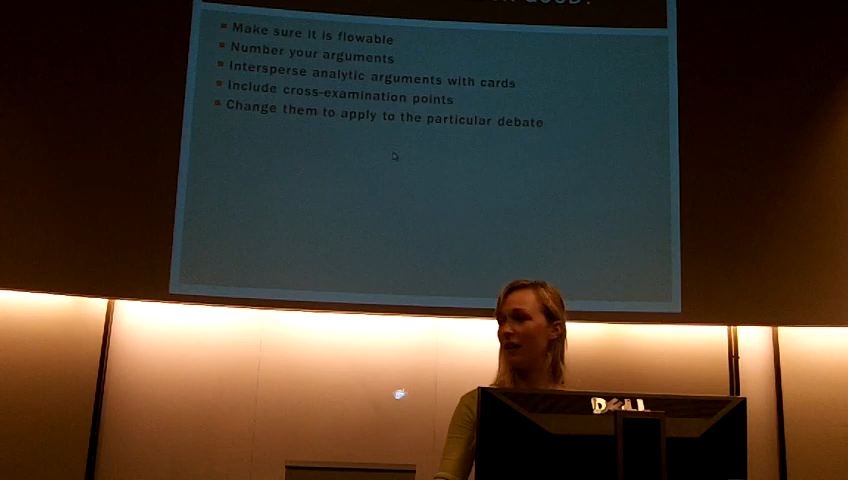 Make sure it is flowable
Number your arguments
Intersperse analytic arguments with cards
Include cross-examination points
Change them to apply to the particular debate
DELL